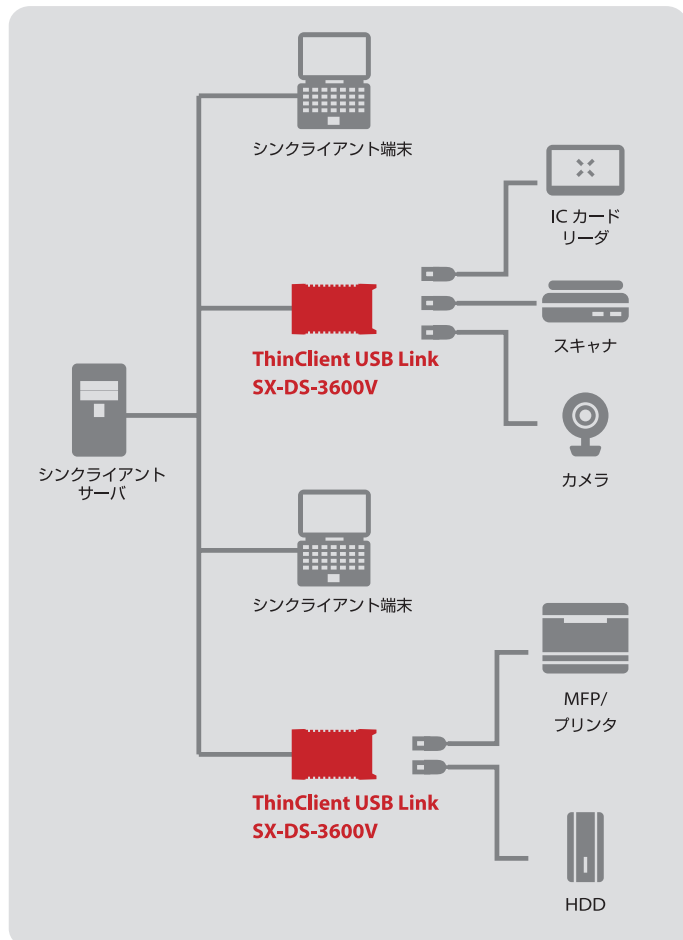 シンクライアント端末
IC カード
リーダ
ThinClient USB Link
SX-DS-3600V
スキャナ
シンクライアント
サーバ
カメラ
シンクライアント端末
MFP/
プリンタ
ThinClient USB Link
SX-DS-3600V
HDD